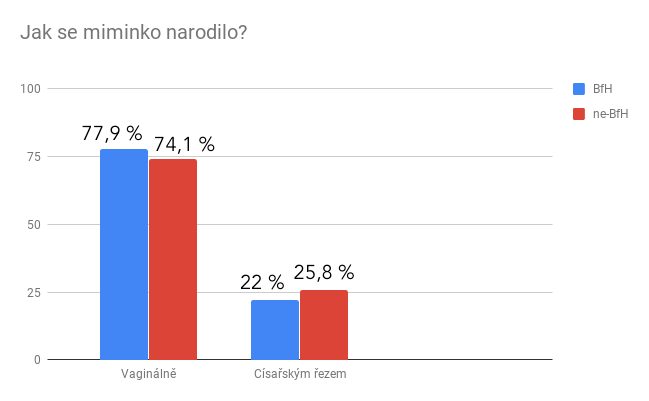 Jak se miminko narodilo?
100
BfH
ne-BfH
77,9 %
74,1 %
75
50
22 %
25,8 %
25
0
Vaginálně
Císařským řezem